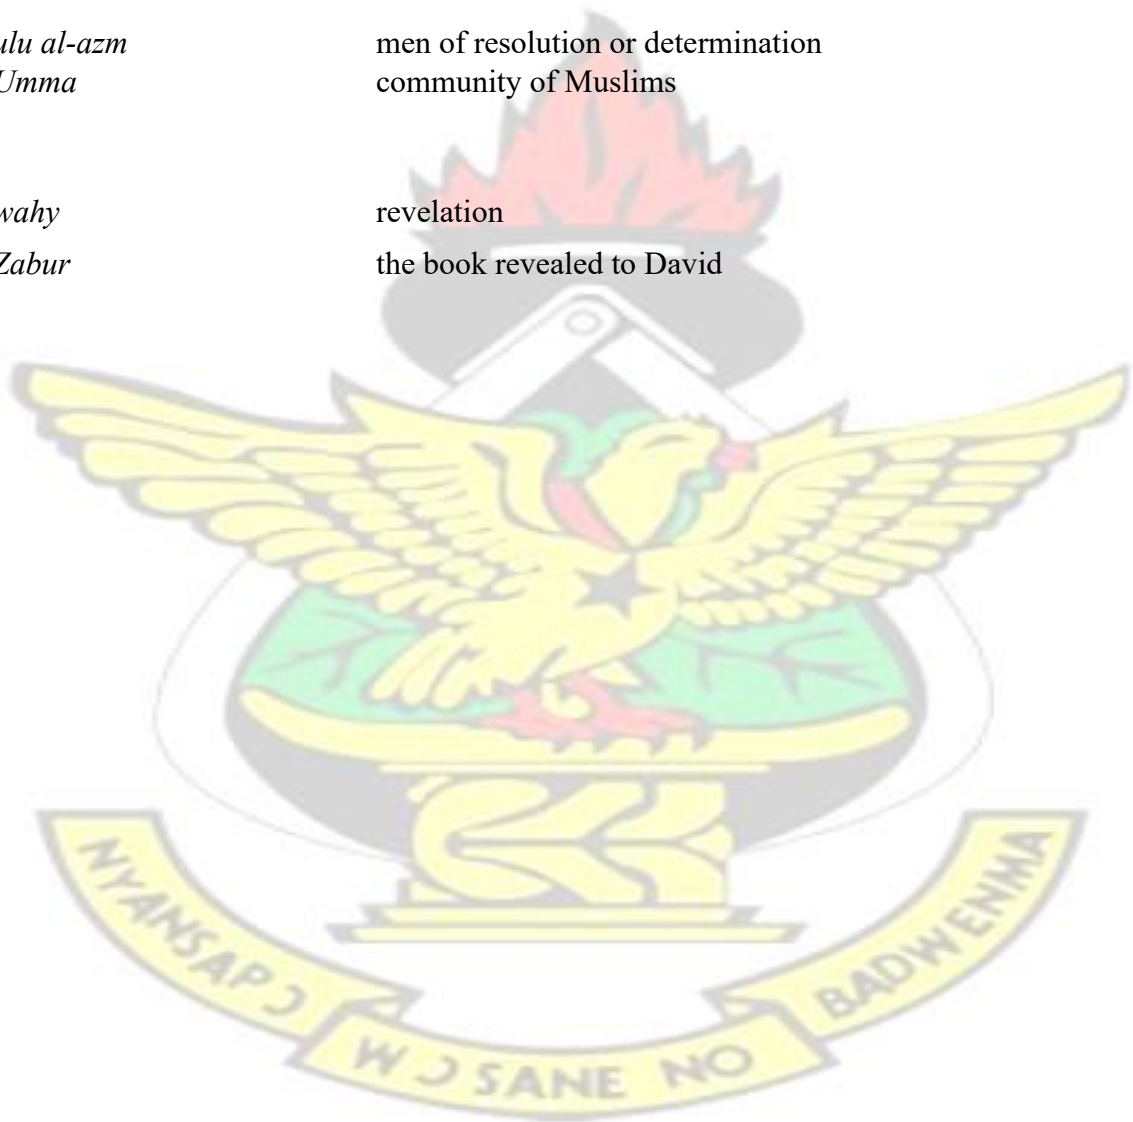 ulu al-azm men of resolution or determination
Umma community of Muslims
wahy revelation
Zabur the book revealed to David
NYANSAPƆ WƆSANE NO BADWENMA